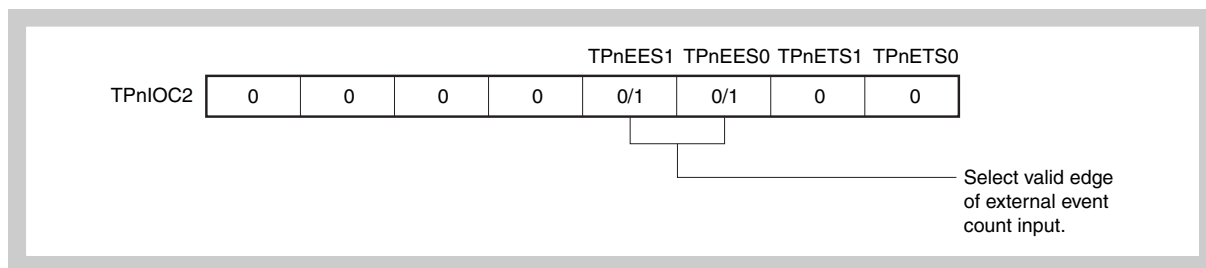 TPnEES1 TPnEES0 TPnETS1 TPnETS0
TPnIOC2 0 0 0 0 0/1 0/1 0 0
Select valid edge
of external event
count input.